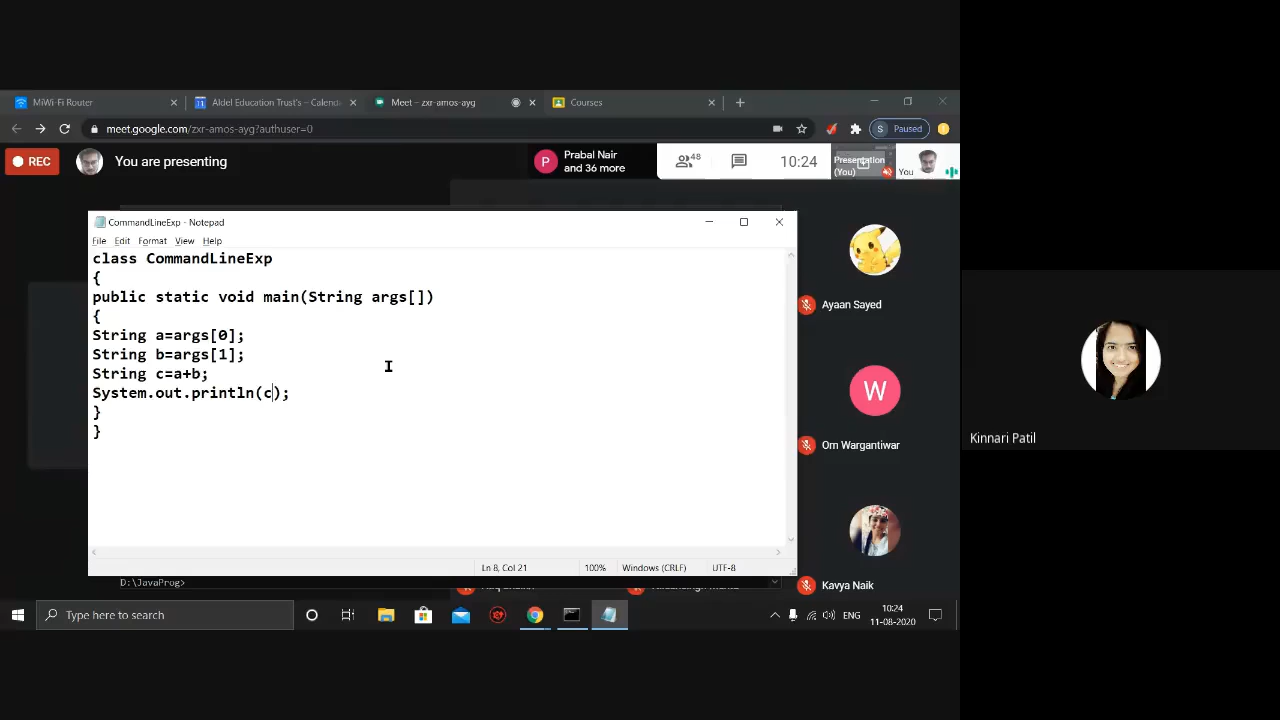 MiWi-Fi Router
Aldel Education Trust's – Calend
Meet – zxr-amos-ayg
Courses
meet.google.com/zxr-amos-ayg?authuser=0
S Paused
REC
You are presenting
P
Prabal Nair
and 36 more
48
10:24
Presentation
(You)
You
CommandLineExp - Notepad
File Edit Format View Help
class CommandLineExp
{
public static void main(String args[])
{
String a=args[0];
String b=args[1];
String c=a+b;
System.out.println(c);
}
}
Ln 8, Col 21
100%
Windows (CRLF)
UTF-8
D:\JavaProg>
Ayaan Sayed
W
Om Wargantiwar
Kavya Naik
Kinnari Patil
Type here to search
ENG
10:24
11-08-2020